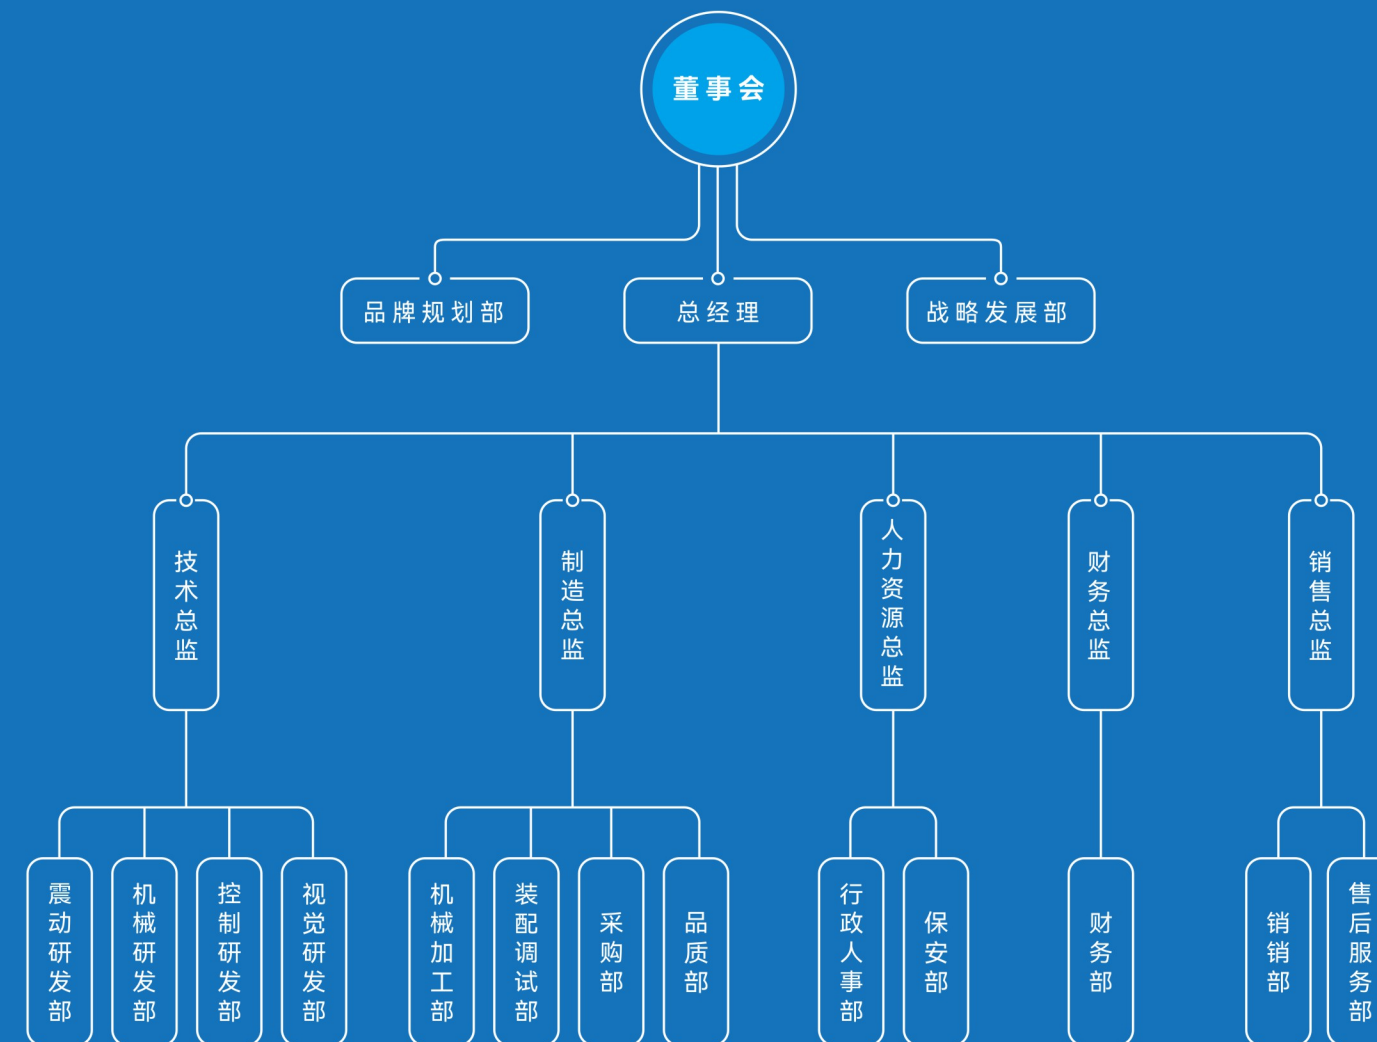 董事会
品牌规划部
总经理
战略发展部
技术总监
制造总监
人力资源总监
财务总监
销售总监
震动研发部
机械研发部
控制研发部
视觉研发部
机械加工部
装配调试部
采购部
品质部
行政人事部
保安部
财务部
销销部
售后服务部